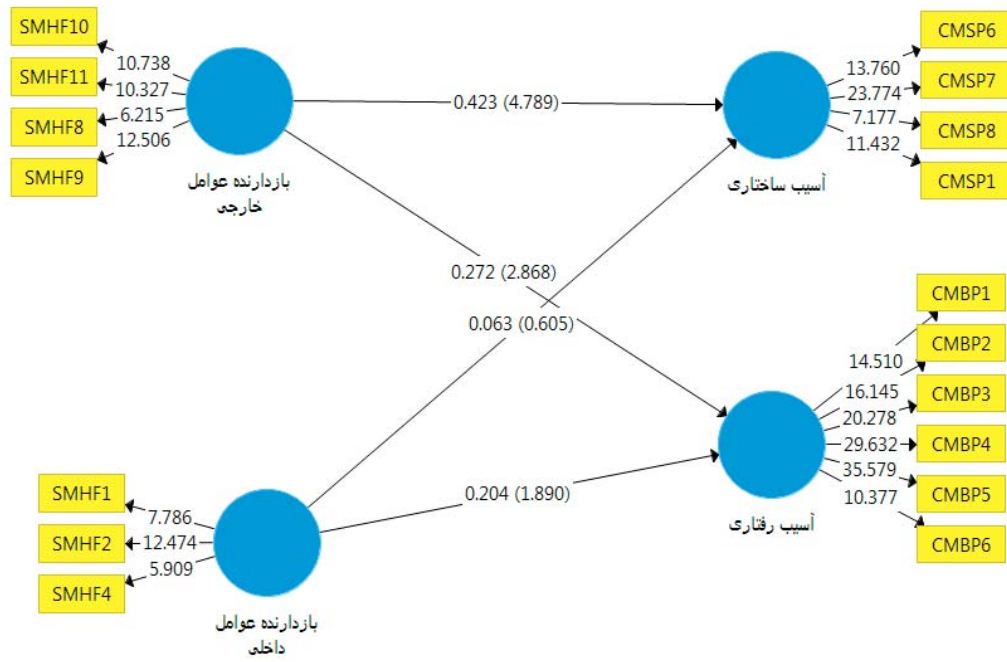 SMHF10
SMHF11
SMHF8
SMHF9
10.738
10.327
6.215
12.506
بازدارنده عوامل
خارجی
0.423 (4.789)
آسیب ساختاری
13.760
23.774
7.177
11.432
CMSP6
CMSP7
CMSP8
CMSP1
0.272 (2.868)
0.063 (0.605)
SMHF1
SMHF2
SMHF4
7.786
12.474
5.909
بازدارنده عوامل
داخلی
0.204 (1.890)
آسیب رفتاری
14.510
16.145
20.278
29.632
35.579
10.377
CMBP1
CMBP2
CMBP3
CMBP4
CMBP5
CMBP6